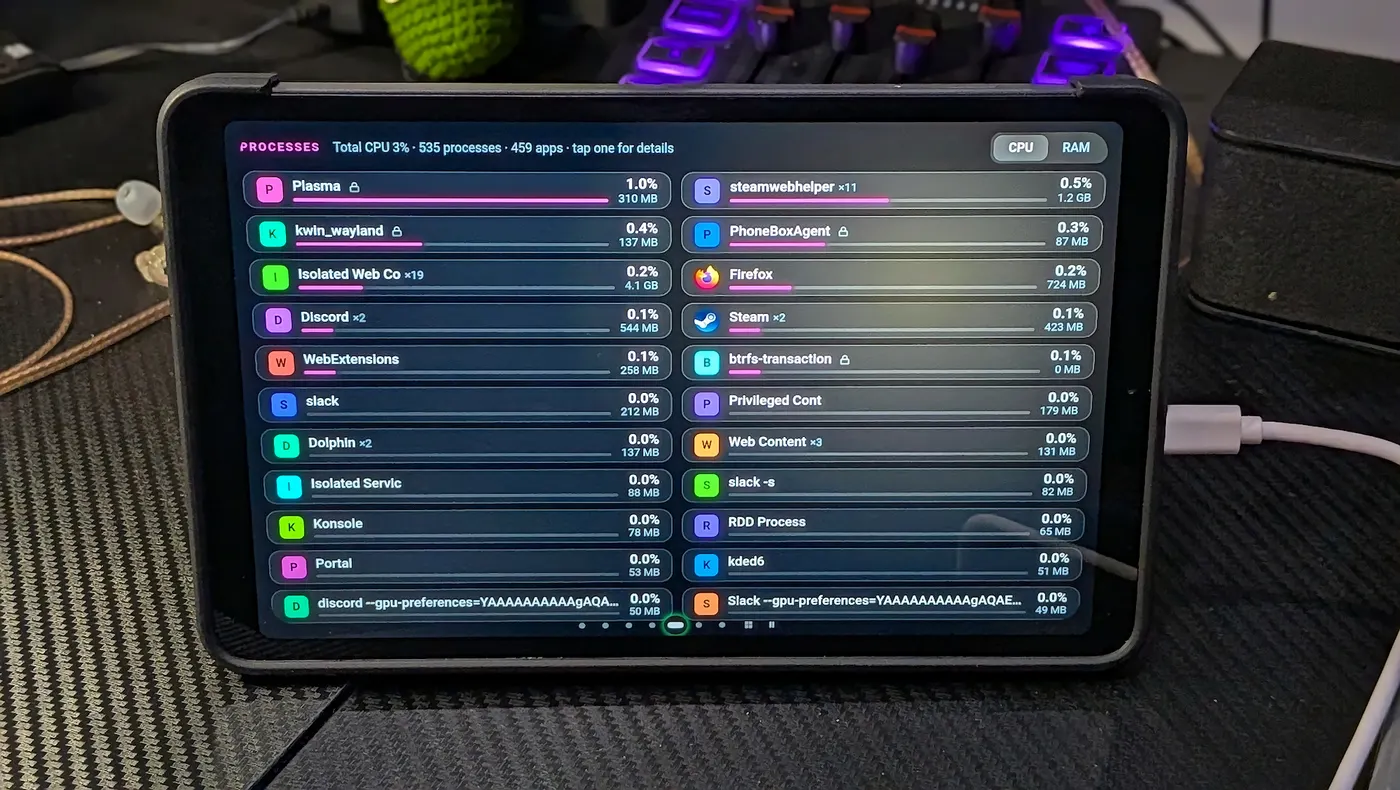 PROCESSES Total CPU 3% · 535 processes · 459 apps · tap one for details CPU RAM
P Plasma 1.0%
310 MB
S steamwebhelper ×11 0.5%
1.2 GB
K kwin_wayland 0.4%
137 MB
P PhoneBoxAgent 0.3%
87 MB
I Isolated Web Co ×19 0.2%
4.1 GB
Firefox 0.2%
724 MB
D Discord ×2 0.1%
544 MB
Steam ×2 0.1%
423 MB
W WebExtensions 0.1%
258 MB
B btrfs-transaction 0.1%
0 MB
S slack 0.0%
212 MB
P Privileged Cont 0.0%
179 MB
D Dolphin ×2 0.0%
137 MB
W Web Content ×3 0.0%
131 MB
I Isolated Servic 0.0%
88 MB
S slack -s 0.0%
82 MB
K Konsole 0.0%
78 MB
R RDD Process 0.0%
65 MB
P Portal 0.0%
53 MB
K kded6 0.0%
51 MB
D discord --gpu-preferences=YAAAAAAAAAAgAQA... 0.0%
50 MB
S Slack --gpu-preferences=YAAAAAAAAAAgAQAE... 0.0%
49 MB